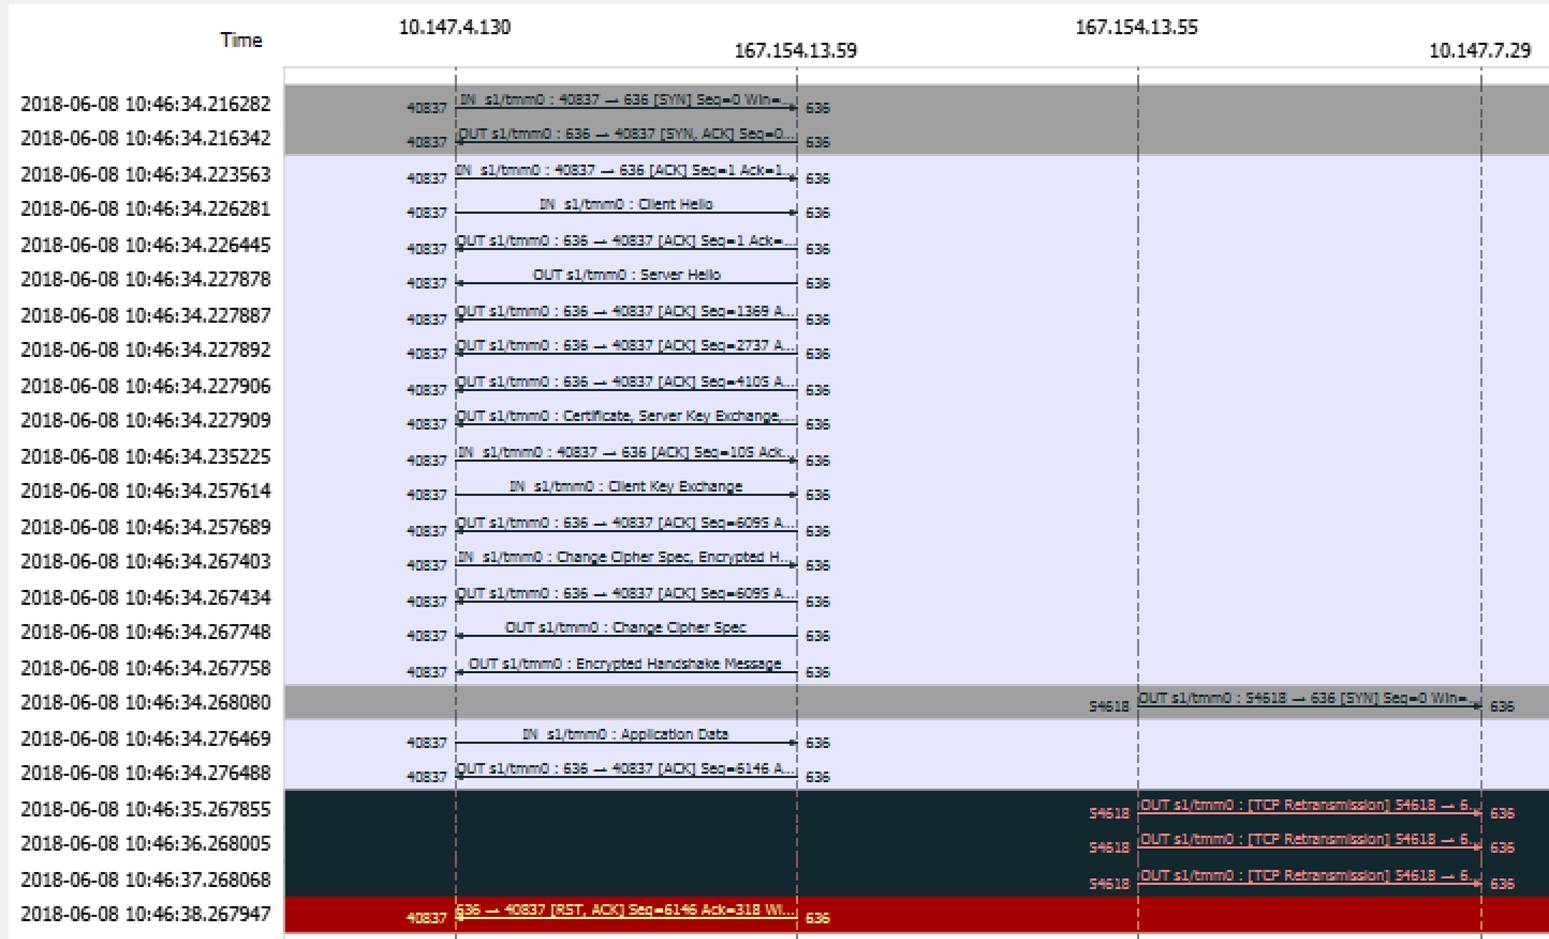 10.147.4.130 167.154.13.55
Time 167.154.13.59 10.147.7.29
2018-06-08 10:46:34.216282 40837 IN s1/tmm0 : 40837 → 636 [SYN] Seq=0 Win=... 636
2018-06-08 10:46:34.216342 40837 OUT s1/tmm0 : 636 → 40837 [SYN, ACK] Seq=0... 636
2018-06-08 10:46:34.223563 40837 IN s1/tmm0 : 40837 → 636 [ACK] Seq=1 Ack=1... 636
2018-06-08 10:46:34.226281 40837 IN s1/tmm0 : Client Hello 636
2018-06-08 10:46:34.226445 40837 OUT s1/tmm0 : 636 → 40837 [ACK] Seq=1 Ack=... 636
2018-06-08 10:46:34.227878 40837 OUT s1/tmm0 : Server Hello 636
2018-06-08 10:46:34.227887 40837 OUT s1/tmm0 : 636 → 40837 [ACK] Seq=1369 A... 636
2018-06-08 10:46:34.227892 40837 OUT s1/tmm0 : 636 → 40837 [ACK] Seq=2737 A... 636
2018-06-08 10:46:34.227906 40837 OUT s1/tmm0 : 636 → 40837 [ACK] Seq=4105 A... 636
2018-06-08 10:46:34.227909 40837 OUT s1/tmm0 : Certificate, Server Key Exchange,... 636
2018-06-08 10:46:34.235225 40837 IN s1/tmm0 : 40837 → 636 [ACK] Seq=105 Ack... 636
2018-06-08 10:46:34.257614 40837 IN s1/tmm0 : Client Key Exchange 636
2018-06-08 10:46:34.257689 40837 OUT s1/tmm0 : 636 → 40837 [ACK] Seq=6095 A... 636
2018-06-08 10:46:34.267403 40837 IN s1/tmm0 : Change Cipher Spec, Encrypted H... 636
2018-06-08 10:46:34.267434 40837 OUT s1/tmm0 : 636 → 40837 [ACK] Seq=6095 A... 636
2018-06-08 10:46:34.267748 40837 OUT s1/tmm0 : Change Cipher Spec 636
2018-06-08 10:46:34.267758 40837 OUT s1/tmm0 : Encrypted Handshake Message 636
2018-06-08 10:46:34.268080 54618 OUT s1/tmm0 : 54618 → 636 [SYN] Seq=0 Win=... 636
2018-06-08 10:46:34.276469 40837 IN s1/tmm0 : Application Data 636
2018-06-08 10:46:34.276488 40837 OUT s1/tmm0 : 636 → 40837 [ACK] Seq=6146 A... 636
2018-06-08 10:46:35.267855 54618 OUT s1/tmm0 : [TCP Retransmission] 54618 → 6... 636
2018-06-08 10:46:36.268005 54618 OUT s1/tmm0 : [TCP Retransmission] 54618 → 6... 636
2018-06-08 10:46:37.268068 54618 OUT s1/tmm0 : [TCP Retransmission] 54618 → 6... 636
2018-06-08 10:46:38.267947 40837 636 → 40837 [RST, ACK] Seq=6146 Ack=318 Wi... 636